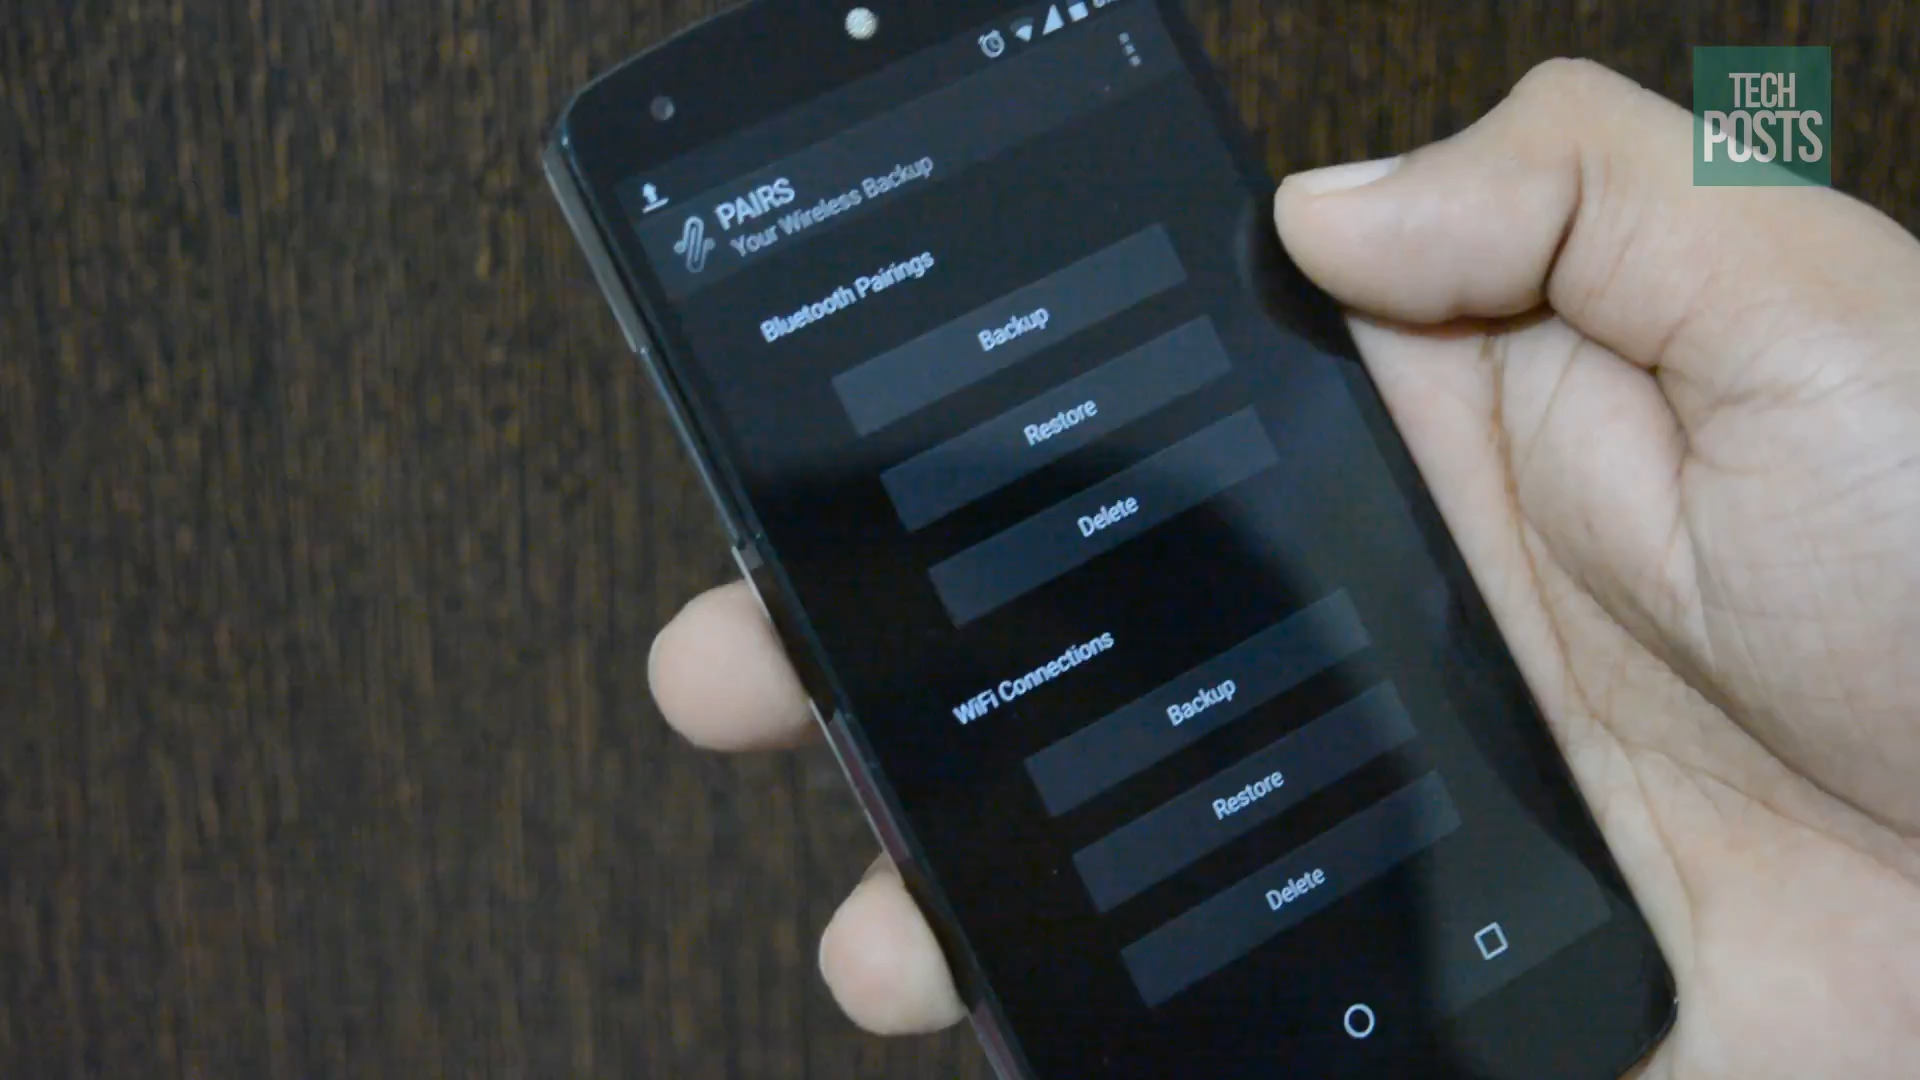 TECH
POSTS
PAIRS
Your Wireless Backup
Bluetooth Pairings
Backup
Restore
Delete
WiFi Connections
Backup
Restore
Delete